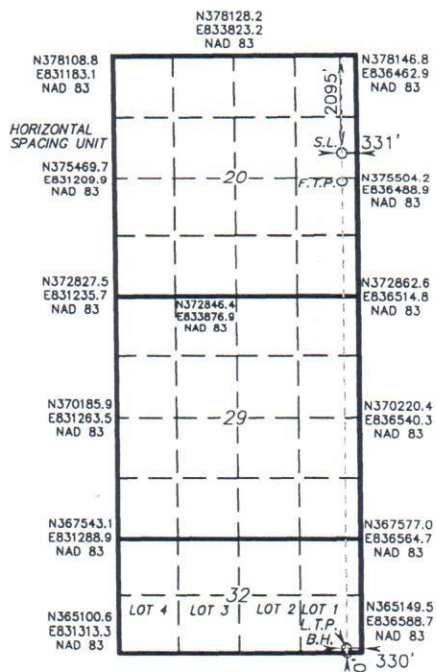 N378128.2
E833823.2
NAD 83
N378108.8
E831183.1
NAD 83
N378146.8
E836462.9
NAD 83
2095'
HORIZONTAL
SPACING UNIT
S.L.
331'
N375469.7
E831209.9
NAD 83
20
F.T.P.
N375504.2
E836488.9
NAD 83
N372827.5
E831235.7
NAD 83
N372846.4
E833876.9
NAD 83
N372862.6
E836514.8
NAD 83
N370185.9
E831263.5
NAD 83
29
N370220.4
E836540.3
NAD 83
N367543.1
E831288.9
NAD 83
N367577.0
E836564.7
NAD 83
32
LOT 4
LOT 3
LOT 2
LOT 1
N365100.6
E831313.3
NAD 83
L.T.P.
B.H.
N365149.5
E836588.7
NAD 83
330'